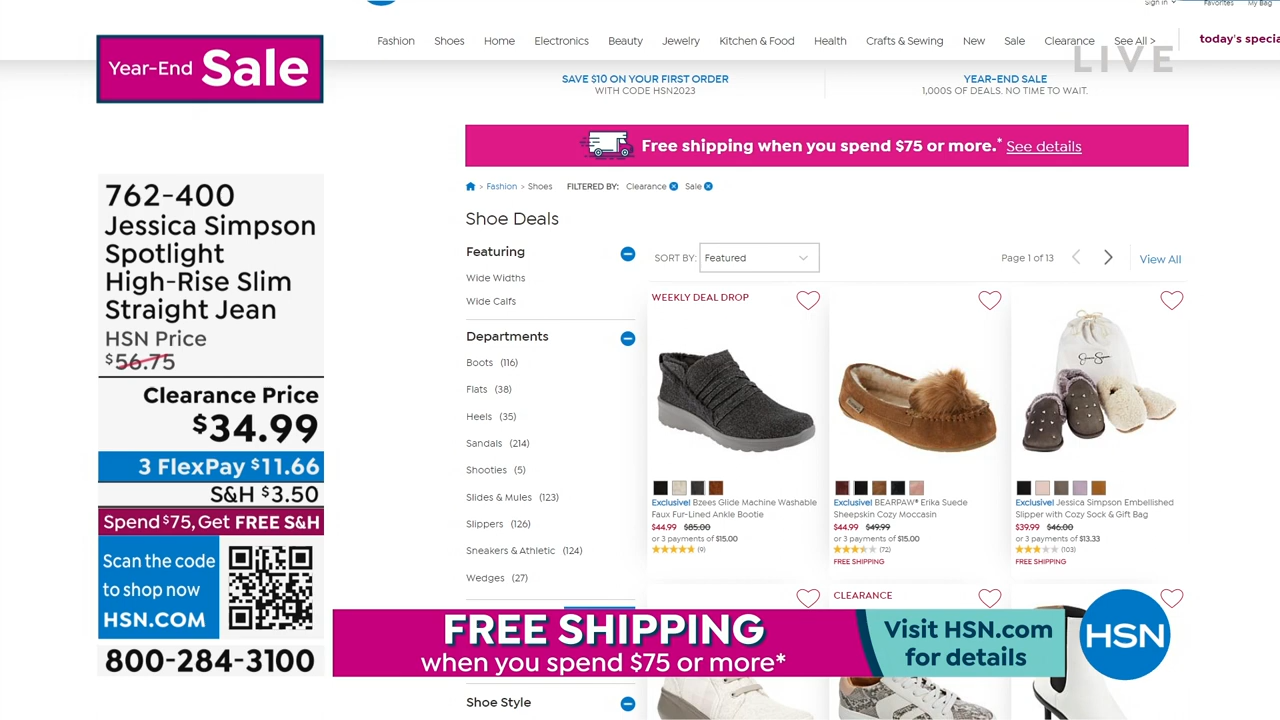 Sign In
Favorites
My Bag
Fashion Shoes Home Electronics Beauty Jewelry Kitchen & Food Health Crafts & Sewing New Sale Clearance See All >
today's specia
LIVE
Year-End Sale
SAVE $10 ON YOUR FIRST ORDER
WITH CODE HSN2023
YEAR-END SALE
1,000S OF DEALS. NO TIME TO WAIT.
Free shipping when you spend $75 or more.* See details
> Fashion > Shoes FILTERED BY: Clearance Sale
Shoe Deals
762-400
Jessica Simpson
Spotlight
High-Rise Slim
Straight Jean
HSN Price
$56.75
Clearance Price
$34.99
3 FlexPay $11.66
S&H $3.50
Spend $75, Get FREE S&H
Scan the code
to shop now
HSN.COM
800-284-3100
Featuring
Wide Widths
Wide Calfs
Departments
Boots (116)
Flats (38)
Heels (35)
Sandals (214)
Shooties (5)
Slides & Mules (123)
Slippers (126)
Sneakers & Athletic (124)
Wedges (27)
Shoe Style
SORT BY: Featured
Page 1 of 13
View All
WEEKLY DEAL DROP
Exclusive! Bzees Glide Machine Washable
Faux Fur-Lined Ankle Bootie
$44.99 $85.00
or 3 payments of $15.00
(9)
Exclusive! BEARPAW® Erika Suede
Sheepskin Cozy Moccasin
$44.99 $49.99
or 3 payments of $15.00
(72)
FREE SHIPPING
Jessica Simpson
Exclusive! Jessica Simpson Embellished
Slipper with Cozy Sock & Gift Bag
$39.99 $46.00
or 3 payments of $13.33
(103)
FREE SHIPPING
CLEARANCE
FREE SHIPPING
when you spend $75 or more*
Visit HSN.com
for details
HSN